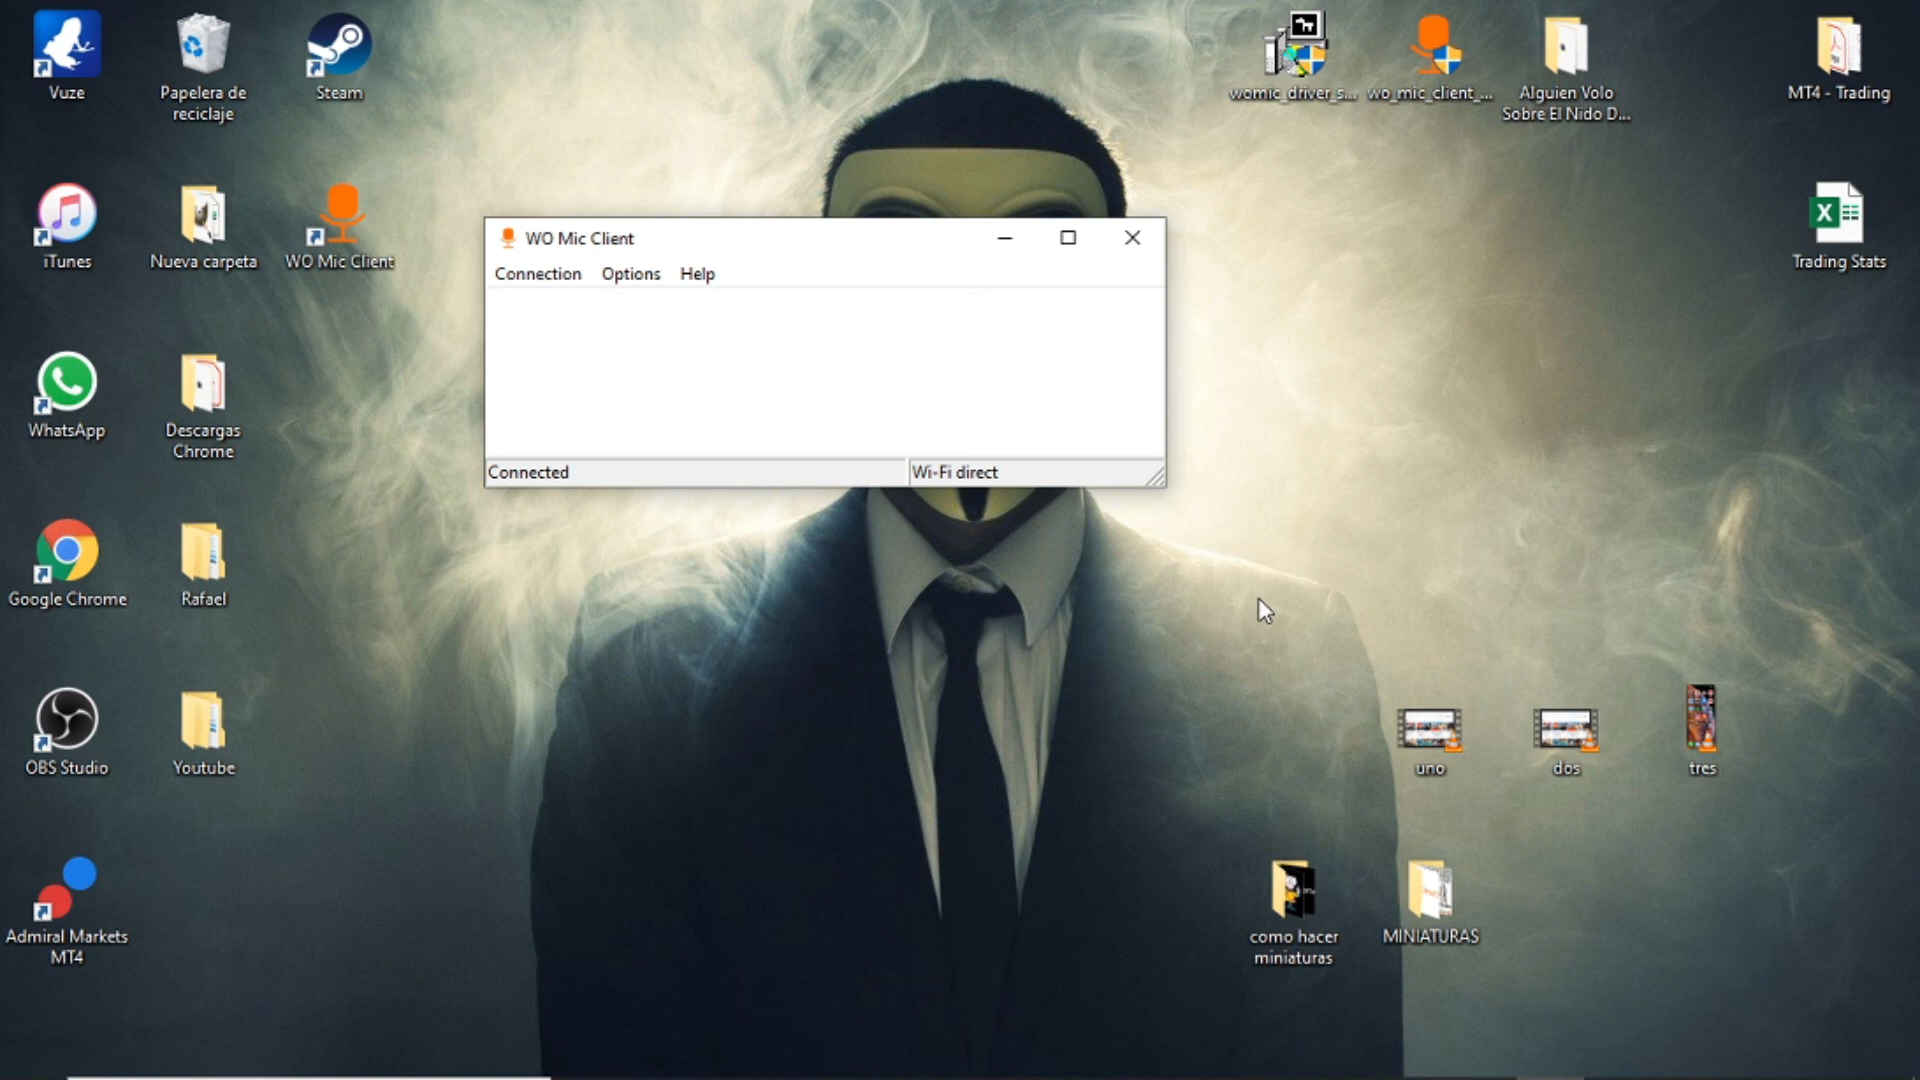 Vuze
Papelera de
reciclaje
Steam
womic_driver_s...
wo_mic_client_...
Alguien Volo
Sobre El Nido D...
MT4 - Trading
iTunes
Nueva carpeta
WO Mic Client
Trading Stats
WO Mic Client
Connection Options Help
Connected
Wi-Fi direct
WhatsApp
Descargas
Chrome
Google Chrome
Rafael
OBS Studio
Youtube
uno
dos
tres
Admiral Markets
MT4
como hacer
miniaturas
MINIATURAS